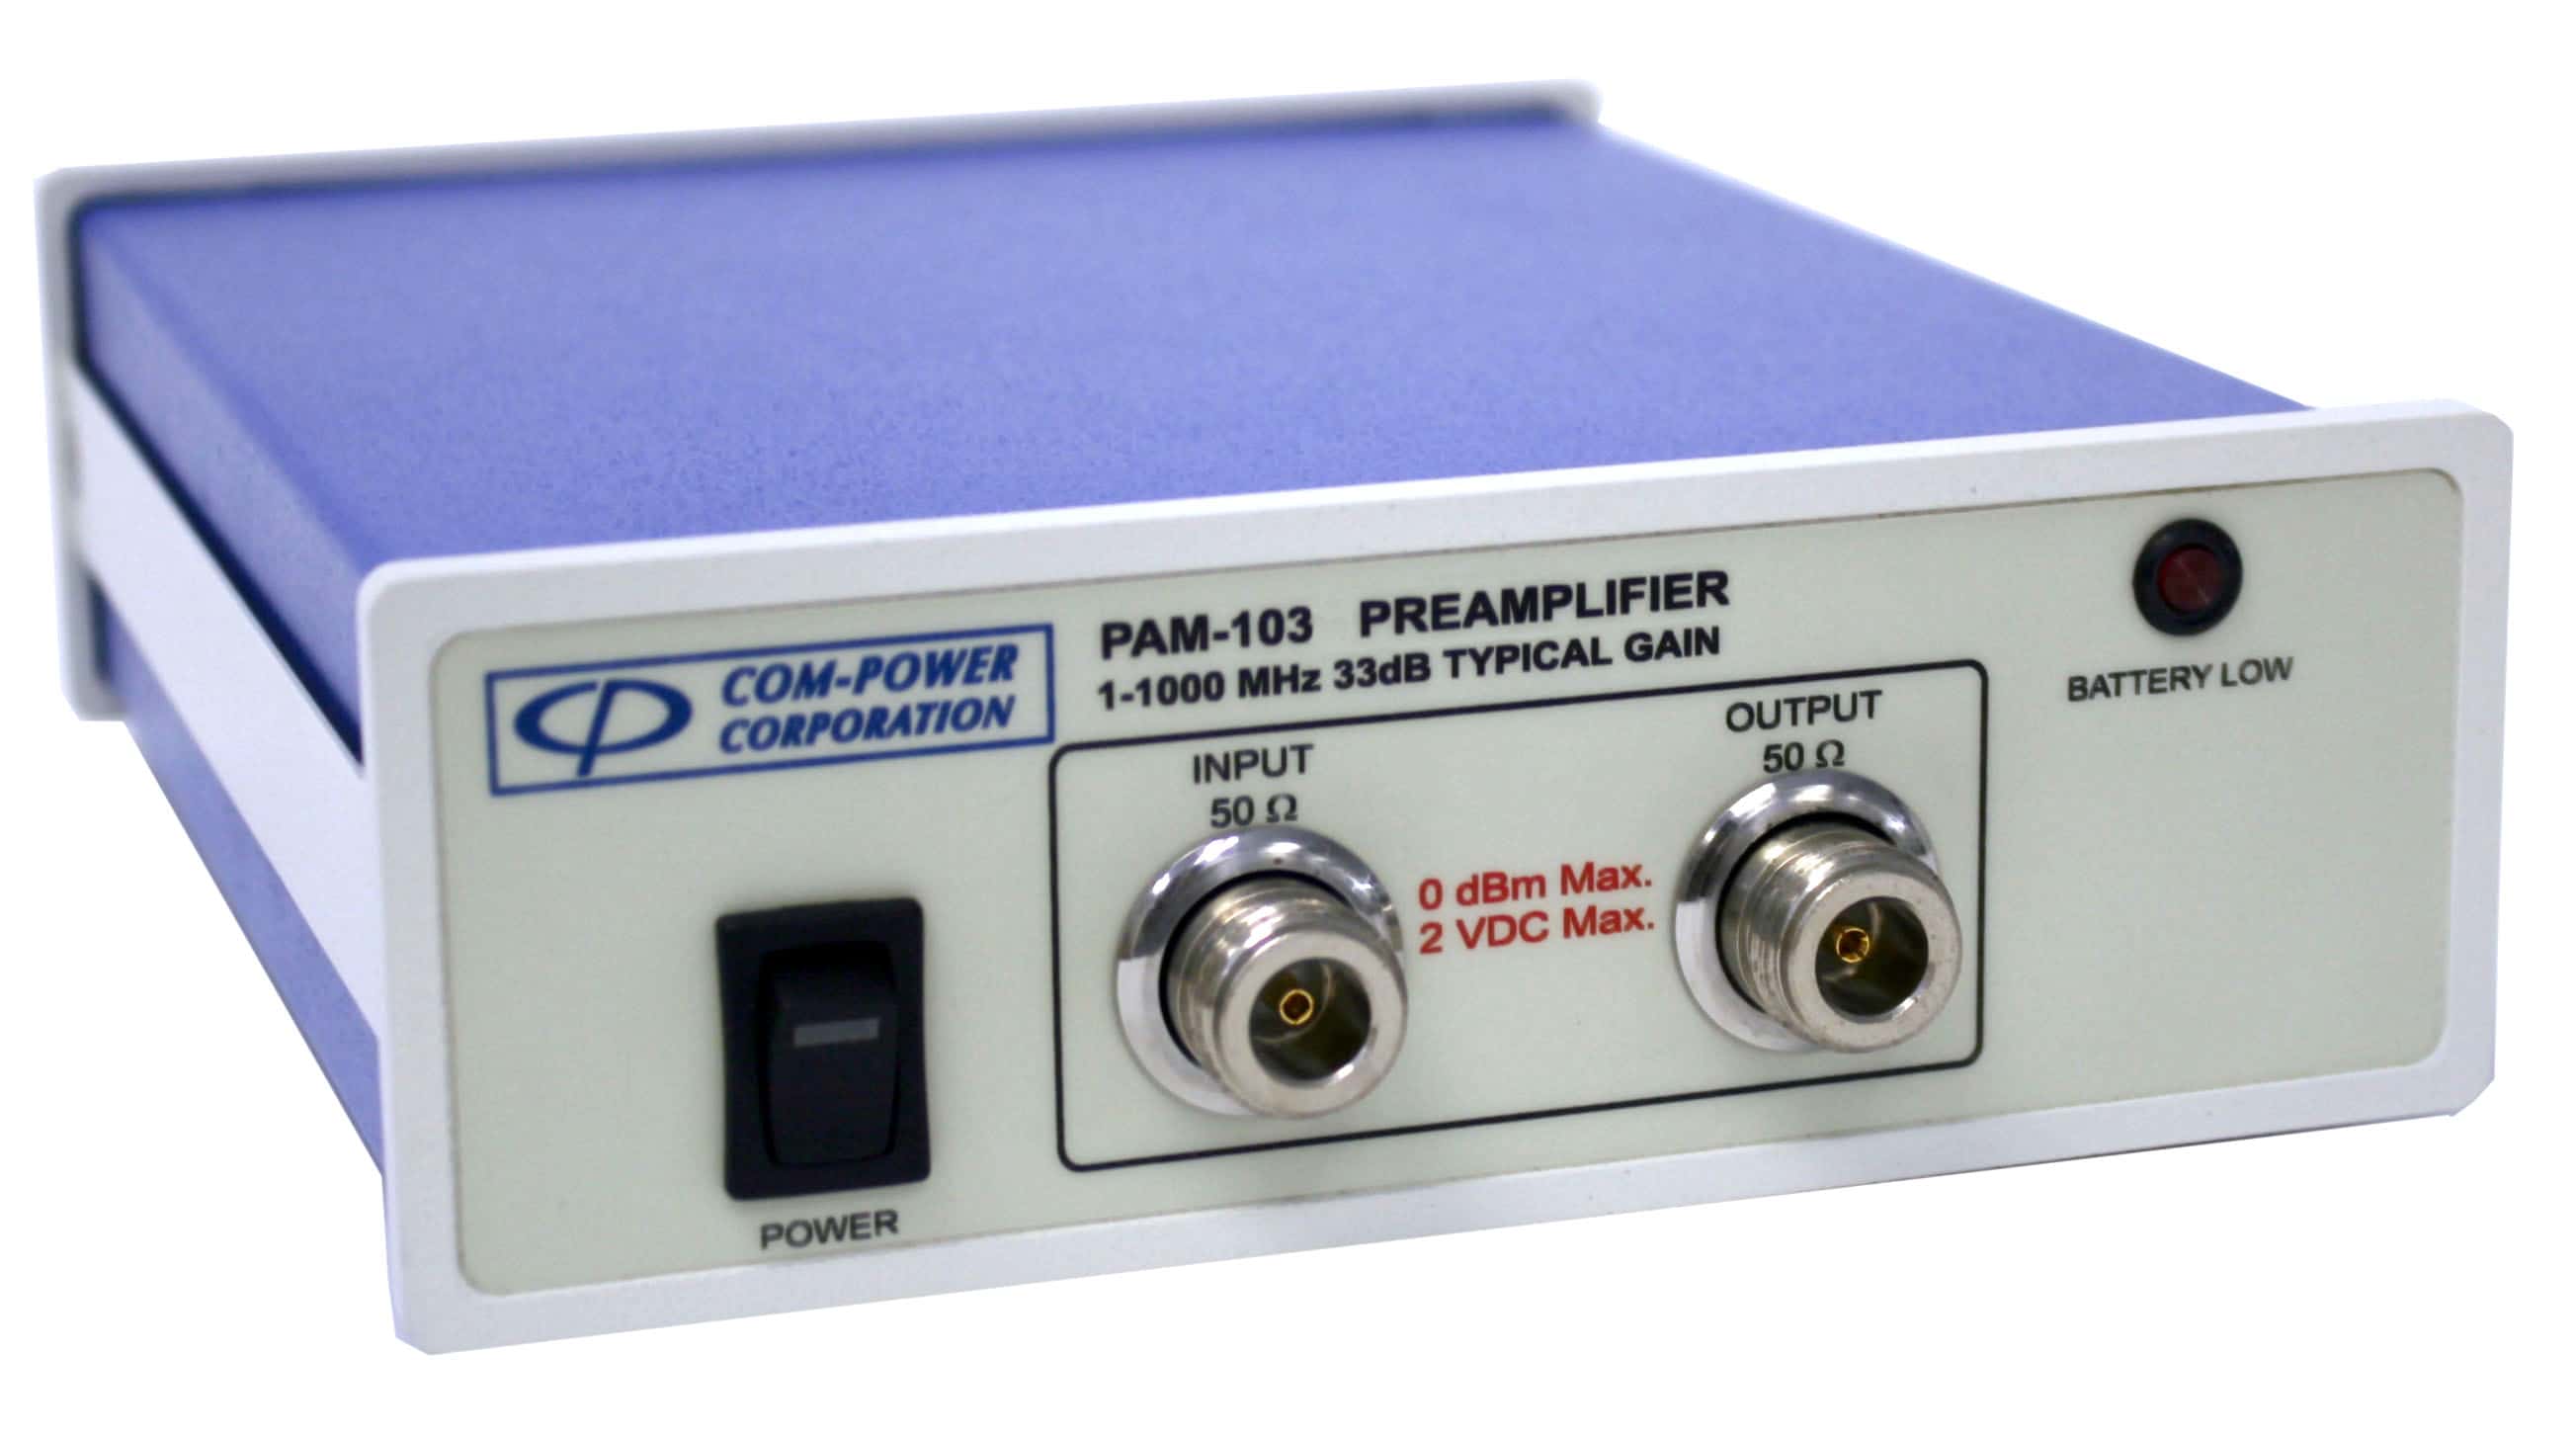 COM-POWER
CORPORATION
PAM-103 PREAMPLIFIER
1-1000 MHz 33dB TYPICAL GAIN
INPUT
50 Ω
OUTPUT
50 Ω
0 dBm Max.
2 VDC Max.
BATTERY LOW
POWER